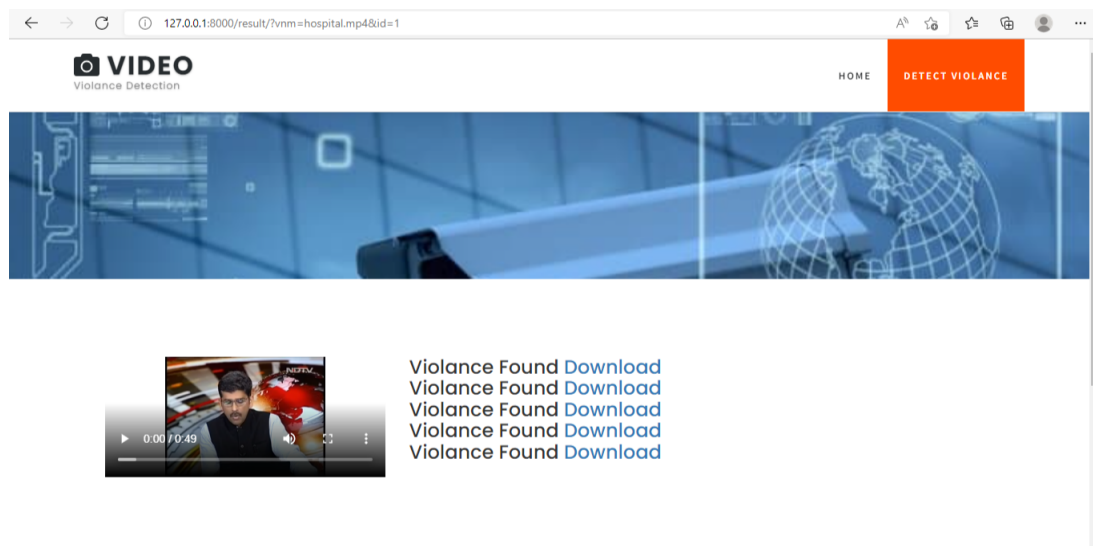 127.0.0.1:8000/result/?vnm=hospital.mp4&id=1
VIDEO
Violance Detection
HOME
DETECT VIOLANCE
NDTV
0:00 / 0:49
Violance Found Download
Violance Found Download
Violance Found Download
Violance Found Download
Violance Found Download